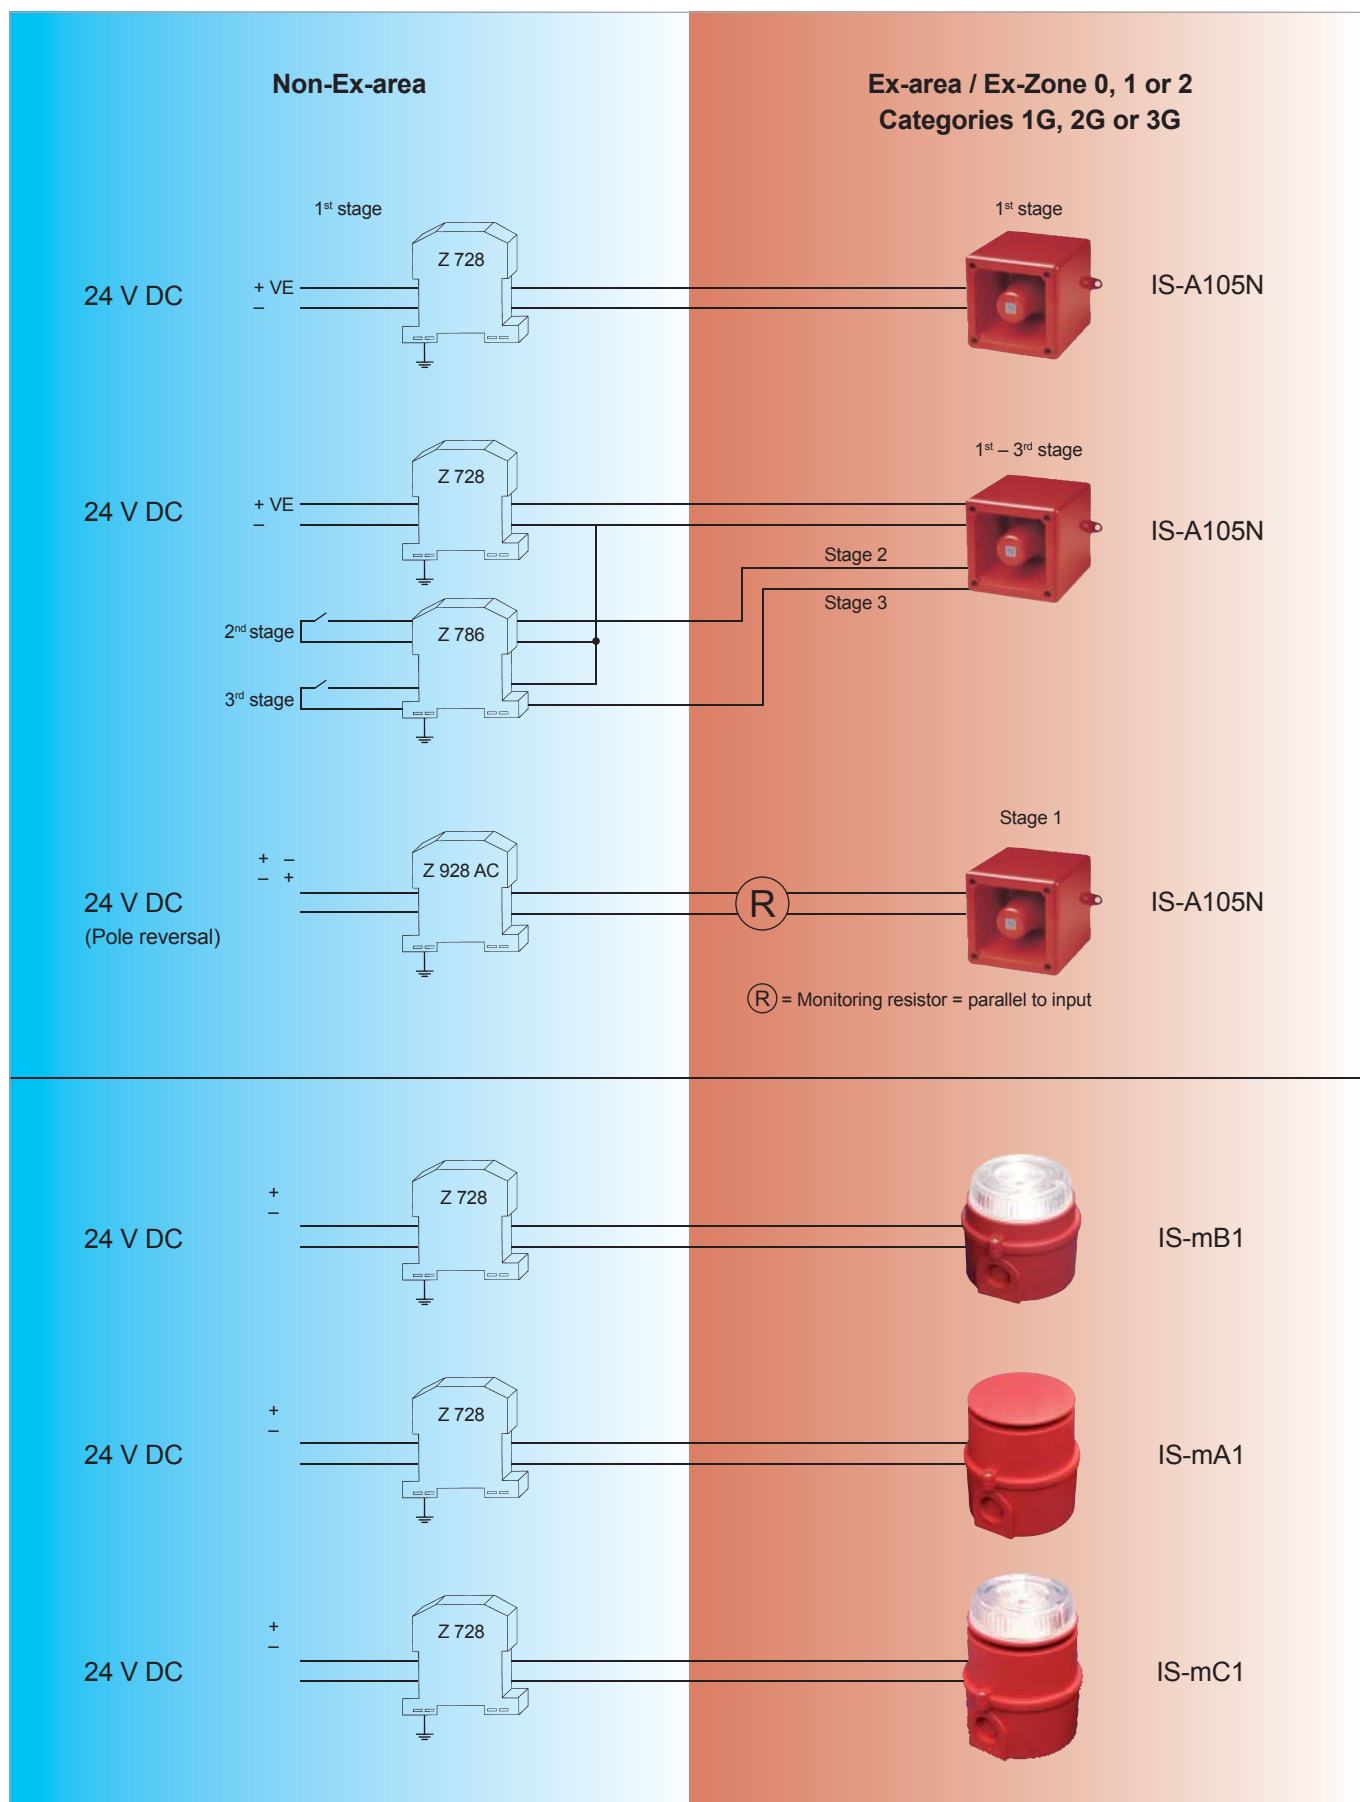 Non-Ex-area
Ex-area / Ex-Zone 0, 1 or 2
Categories 1G, 2G or 3G
1st stage
1st stage
Z 728
24 V DC
+ VE
–
IS-A105N
1st – 3rd stage
Z 728
24 V DC
+ VE
–
IS-A105N
Stage 2
Stage 3
2nd stage
Z 786
3rd stage
Stage 1
+ –
– +
Z 928 AC
24 V DC
(Pole reversal)
R
IS-A105N
R = Monitoring resistor = parallel to input
Z 728
+
–
24 V DC
IS-mB1
Z 728
+
–
24 V DC
IS-mA1
Z 728
+
–
24 V DC
IS-mC1